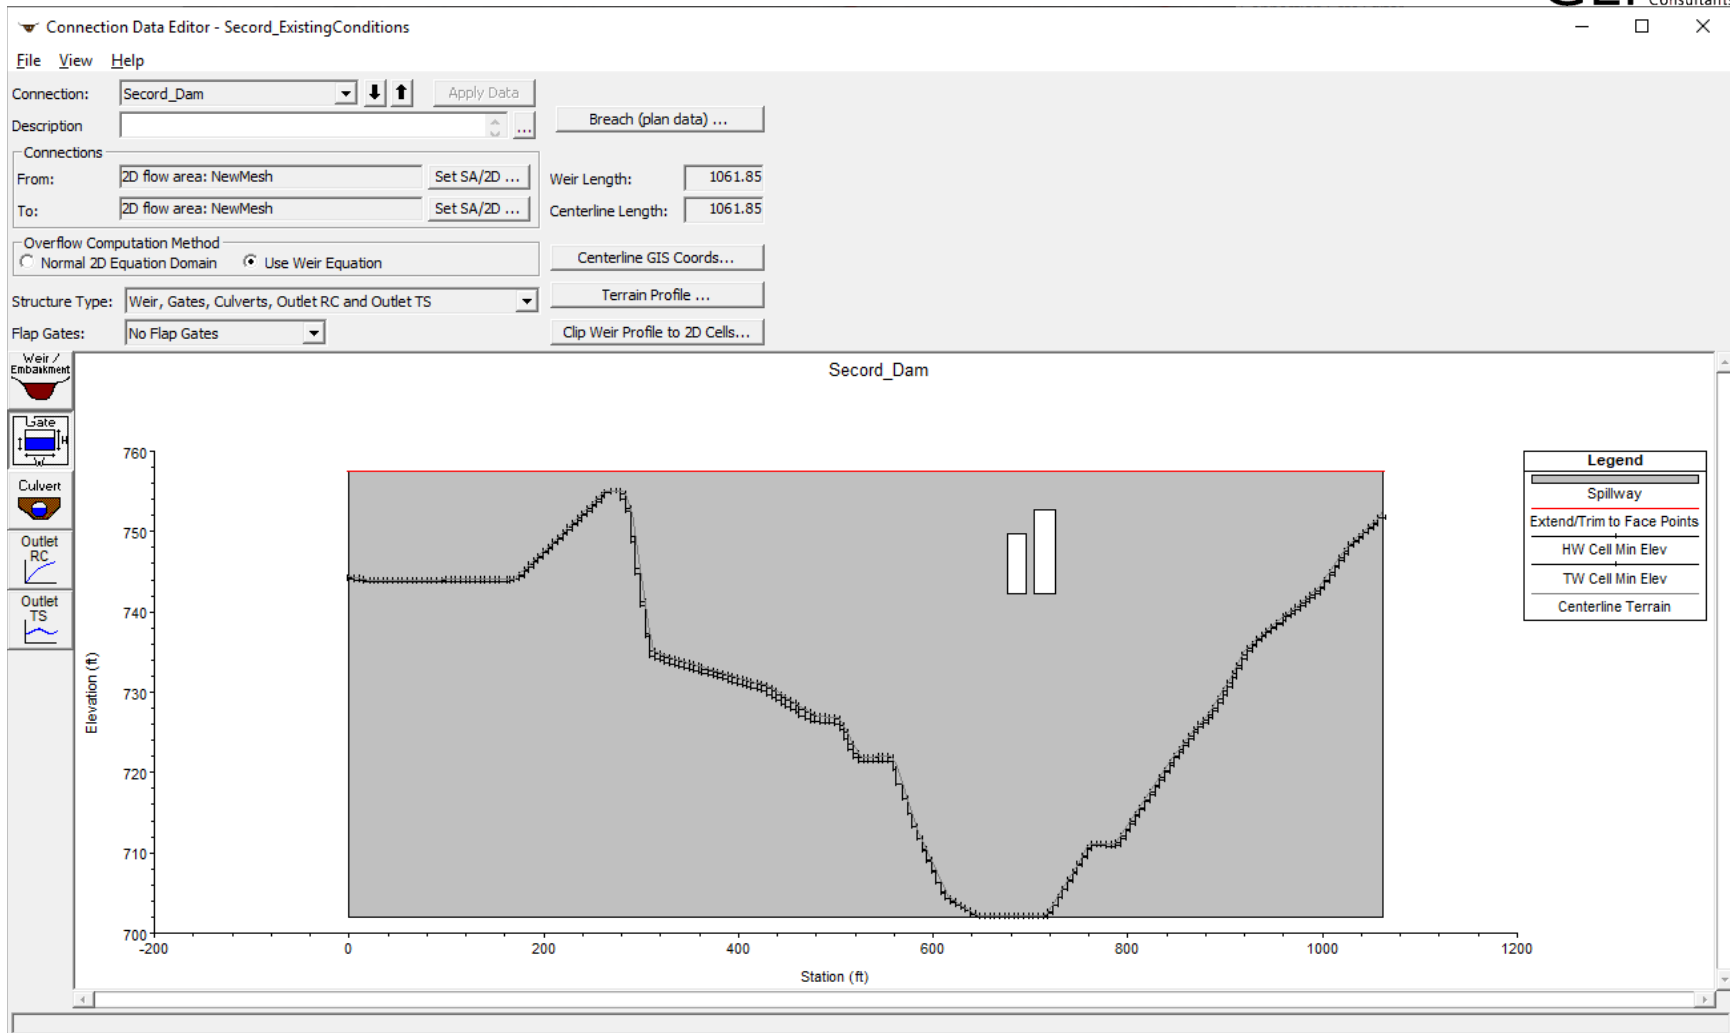 Consultants
Connection Data Editor - Secord_ExistingConditions
File View Help
Connection: Secord_Dam Apply Data
Description ... Breach (plan data) ...
Connections
From: 2D flow area: NewMesh Set SA/2D ... Weir Length: 1061.85
To: 2D flow area: NewMesh Set SA/2D ... Centerline Length: 1061.85
Overflow Computation Method
Normal 2D Equation Domain Use Weir Equation Centerline GIS Coords...
Structure Type: Weir, Gates, Culverts, Outlet RC and Outlet TS Terrain Profile ...
Flap Gates: No Flap Gates Clip Weir Profile to 2D Cells...
Weir / Embankment
Gate
H
W
Culvert
Outlet
RC
Outlet
TS
Secord_Dam
760
750
740
730
720
710
700
Elevation (ft)
-200 0 200 400 600 800 1000 1200
Station (ft)
Legend
Spillway
Extend/Trim to Face Points
HW Cell Min Elev
TW Cell Min Elev
Centerline Terrain